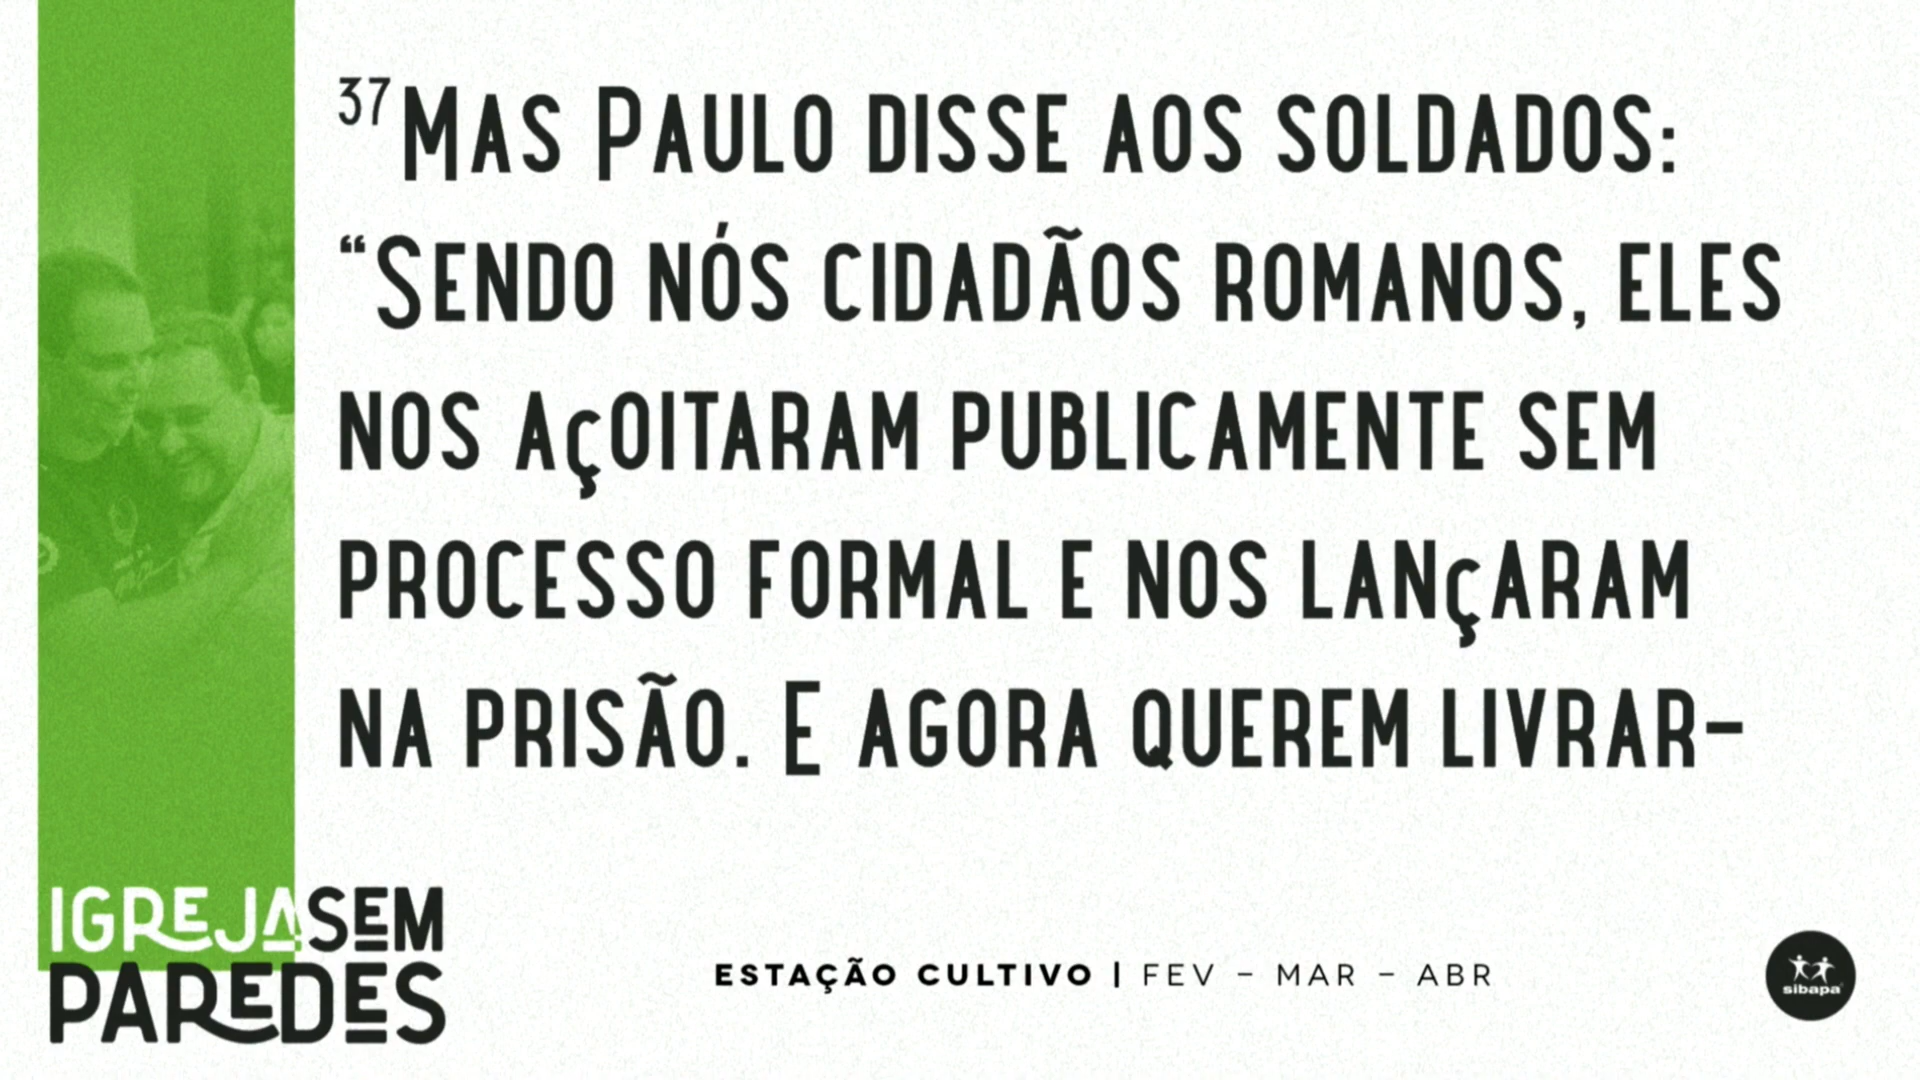 37 Mas Paulo disse aos soldados:
“Sendo nós cidadãos romanos, eles
nos açoitaram publicamente sem
processo formal e nos lançaram
na prisão. E agora querem livrar-
IGREJA SEM
PAREDES
ESTAÇÃO CULTIVO | FEV - MAR - ABR
sibapa